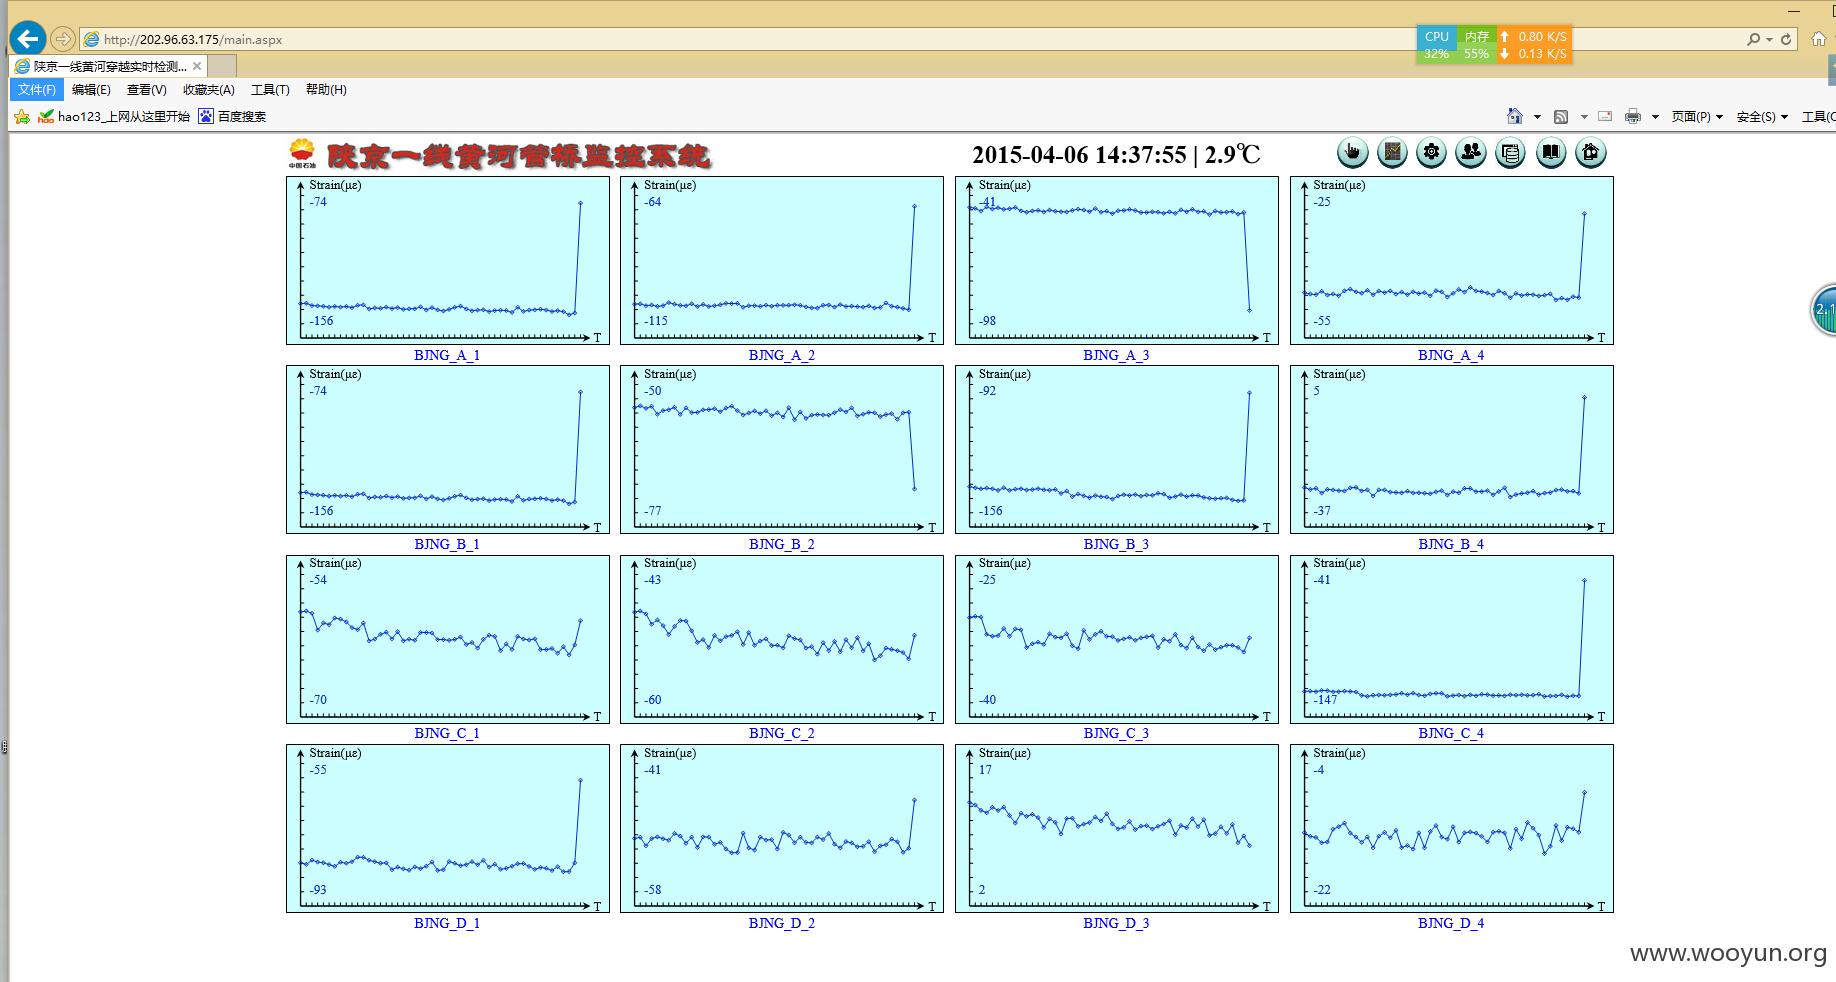 http://202.96.63.175/main.aspx
CPU 内存 0.80 K/S
32% 55% 0.13 K/S
陕京一线黄河穿越实时检测...
文件(F) 编辑(E) 查看(V) 收藏夹(A) 工具(T) 帮助(H)
hao123_上网从这里开始 百度搜索
页面(P) 安全(S) 工具(O
中国石油 陕京一线黄河管桥监控系统 2015-04-06 14:37:55 | 2.9℃
Strain(με) Strain(με) Strain(με) Strain(με)
-74 -64 -41 -25
-156 -115 -98 -55
T T T T
BJNG_A_1 BJNG_A_2 BJNG_A_3 BJNG_A_4
Strain(με) Strain(με) Strain(με) Strain(με)
-74 -50 -92 5
-156 -77 -156 -37
T T T T
BJNG_B_1 BJNG_B_2 BJNG_B_3 BJNG_B_4
Strain(με) Strain(με) Strain(με) Strain(με)
-54 -43 -25 -41
-70 -60 -40 -147
T T T T
BJNG_C_1 BJNG_C_2 BJNG_C_3 BJNG_C_4
Strain(με) Strain(με) Strain(με) Strain(με)
-55 -41 17 -4
-93 -58 2 -22
T T T T
BJNG_D_1 BJNG_D_2 BJNG_D_3 BJNG_D_4
www.wooyun.org